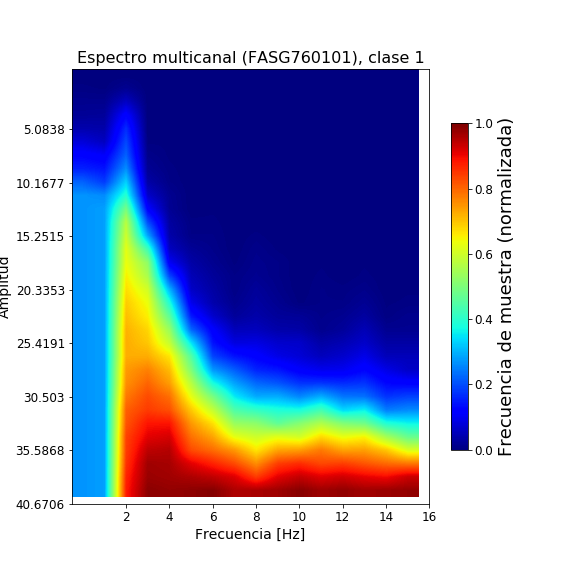 Espectro multicanal (FASG760101), clase 1
5.0838
10.1677
15.2515
20.3353
25.4191
30.503
35.5868
40.6706
Amplitud
2 4 6 8 10 12 14 16
Frecuencia [Hz]
1.0
0.8
0.6
0.4
0.2
0.0
Frecuencia de muestra (normalizada)